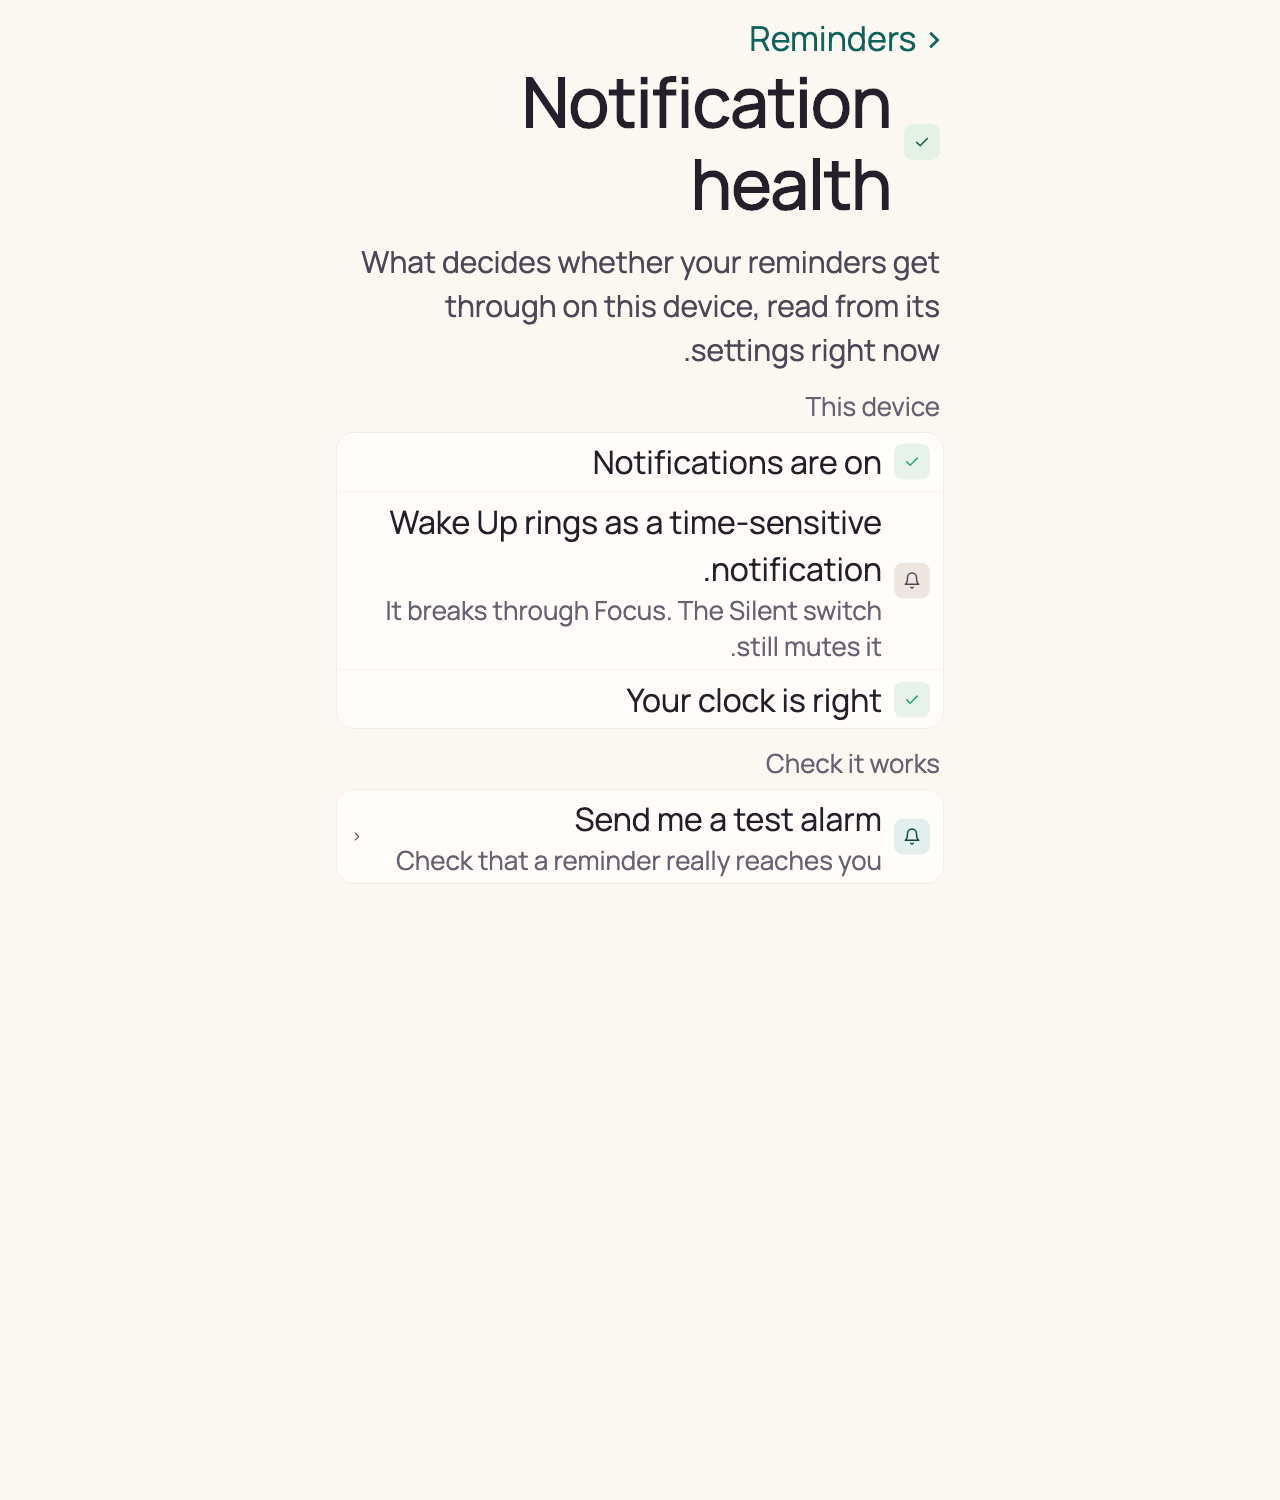 Reminders
Notification
health
What decides whether your reminders get
through on this device, read from its
.settings right now
This device
Notifications are on
Wake Up rings as a time-sensitive
.notification
It breaks through Focus. The Silent switch
.still mutes it
Your clock is right
Check it works
Send me a test alarm
Check that a reminder really reaches you